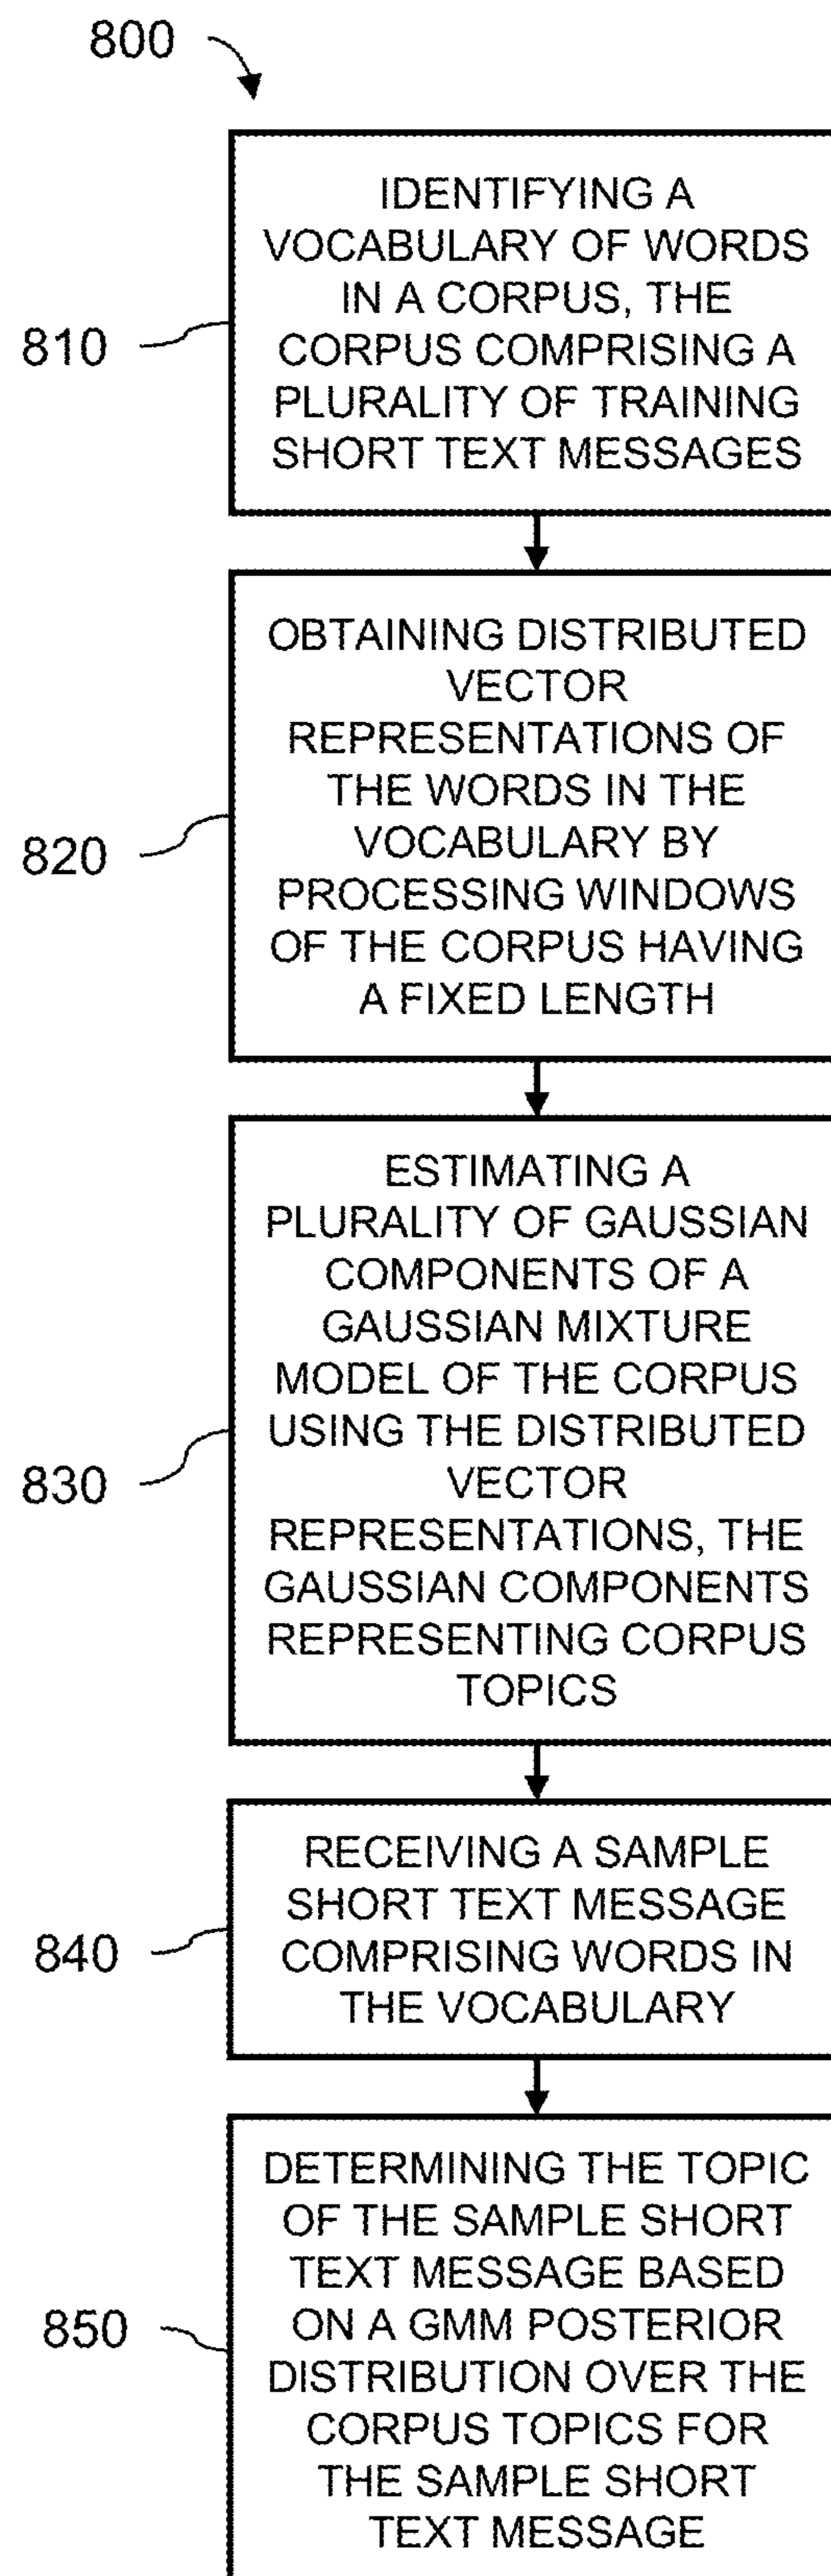 800
IDENTIFYING A
VOCABULARY OF WORDS
IN A CORPUS, THE
CORPUS COMPRISING A
PLURALITY OF TRAINING
SHORT TEXT MESSAGES
810
OBTAINING DISTRIBUTED
VECTOR
REPRESENTATIONS OF
THE WORDS IN THE
VOCABULARY BY
PROCESSING WINDOWS
OF THE CORPUS HAVING
A FIXED LENGTH
820
ESTIMATING A
PLURALITY OF GAUSSIAN
COMPONENTS OF A
GAUSSIAN MIXTURE
MODEL OF THE CORPUS
USING THE DISTRIBUTED
VECTOR
REPRESENTATIONS, THE
GAUSSIAN COMPONENTS
REPRESENTING CORPUS
TOPICS
830
RECEIVING A SAMPLE
SHORT TEXT MESSAGE
COMPRISING WORDS IN
THE VOCABULARY
840
DETERMINING THE TOPIC
OF THE SAMPLE SHORT
TEXT MESSAGE BASED
ON A GMM POSTERIOR
DISTRIBUTION OVER THE
CORPUS TOPICS FOR
THE SAMPLE SHORT
TEXT MESSAGE
850